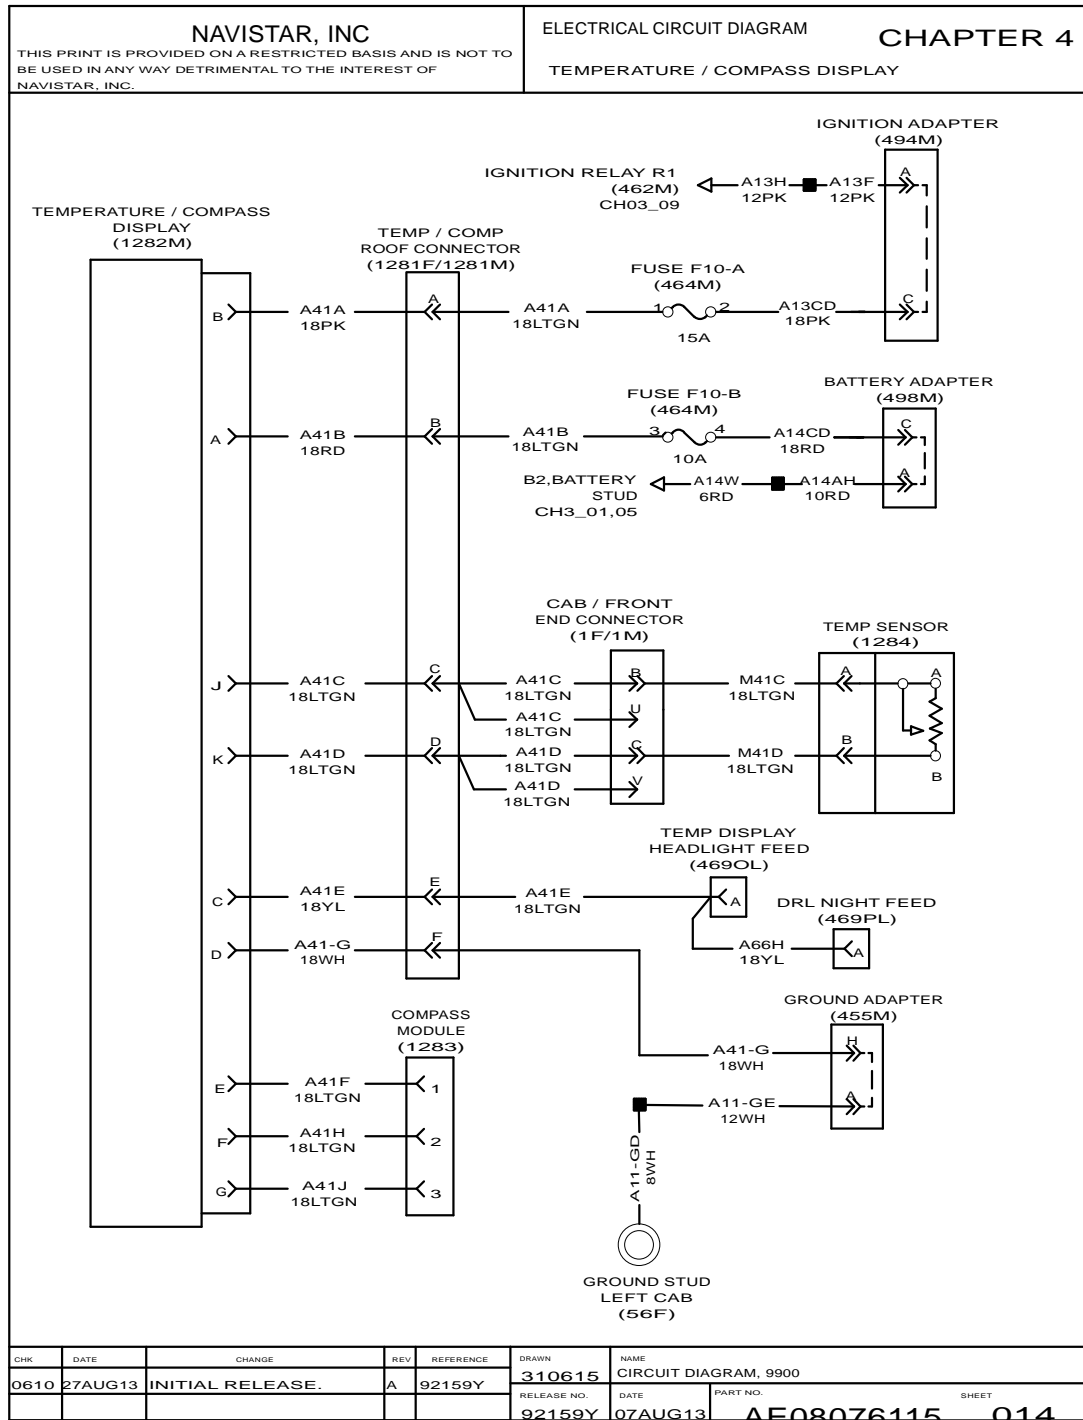 NAVISTAR, INC
THIS PRINT IS PROVIDED ON A RESTRICTED BASIS AND IS NOT TO
BE USED IN ANY WAY DETRIMENTAL TO THE INTEREST OF
NAVISTAR, INC.
ELECTRICAL CIRCUIT DIAGRAM
CHAPTER 4
TEMPERATURE / COMPASS DISPLAY
IGNITION ADAPTER
(494M)
IGNITION RELAY R1
(462M)
CH03_09
A13H
12PK
A13F
12PK
A
TEMPERATURE / COMPASS
DISPLAY
(1282M)
TEMP / COMP
ROOF CONNECTOR
(1281F/1281M)
FUSE F10-A
(464M)
B
A41A
18PK
A
A41A
18LTGN
1
2
15A
A13CD
18PK
C
BATTERY ADAPTER
(498M)
FUSE F10-B
(464M)
A
A41B
18RD
B
A41B
18LTGN
3
4
10A
A14CD
18RD
C
B2,BATTERY
STUD
CH3_01,05
A14W
6RD
A14AH
10RD
A
CAB / FRONT
END CONNECTOR
(1F/1M)
TEMP SENSOR
(1284)
J
A41C
18LTGN
C
A41C
18LTGN
B
M41C
18LTGN
A
A
A41C
18LTGN
U
K
A41D
18LTGN
D
A41D
18LTGN
C
M41D
18LTGN
B
B
A41D
18LTGN
V
TEMP DISPLAY
HEADLIGHT FEED
(469OL)
C
A41E
18YL
E
A41E
18LTGN
A
DRL NIGHT FEED
(469PL)
A66H
18YL
A
D
A41-G
18WH
F
GROUND ADAPTER
(455M)
COMPASS
MODULE
(1283)
A41-G
18WH
H
E
A41F
18LTGN
1
A11-GE
12WH
A
F
A41H
18LTGN
2
A11-GD
8WH
G
A41J
18LTGN
3
GROUND STUD
LEFT CAB
(56F)
CHK DATE CHANGE REV REFERENCE DRAWN NAME
0610 27AUG13 INITIAL RELEASE. A 92159Y 310615 CIRCUIT DIAGRAM, 9900
RELEASE NO. DATE PART NO. SHEET
92159Y 07AUG13 AE08076115 014